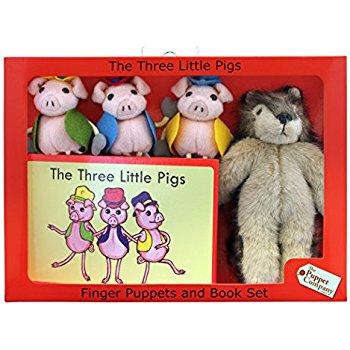 The Three Little Pigs
The Three Little Pigs
Finger Puppets and Book Set
The
Puppet
Company